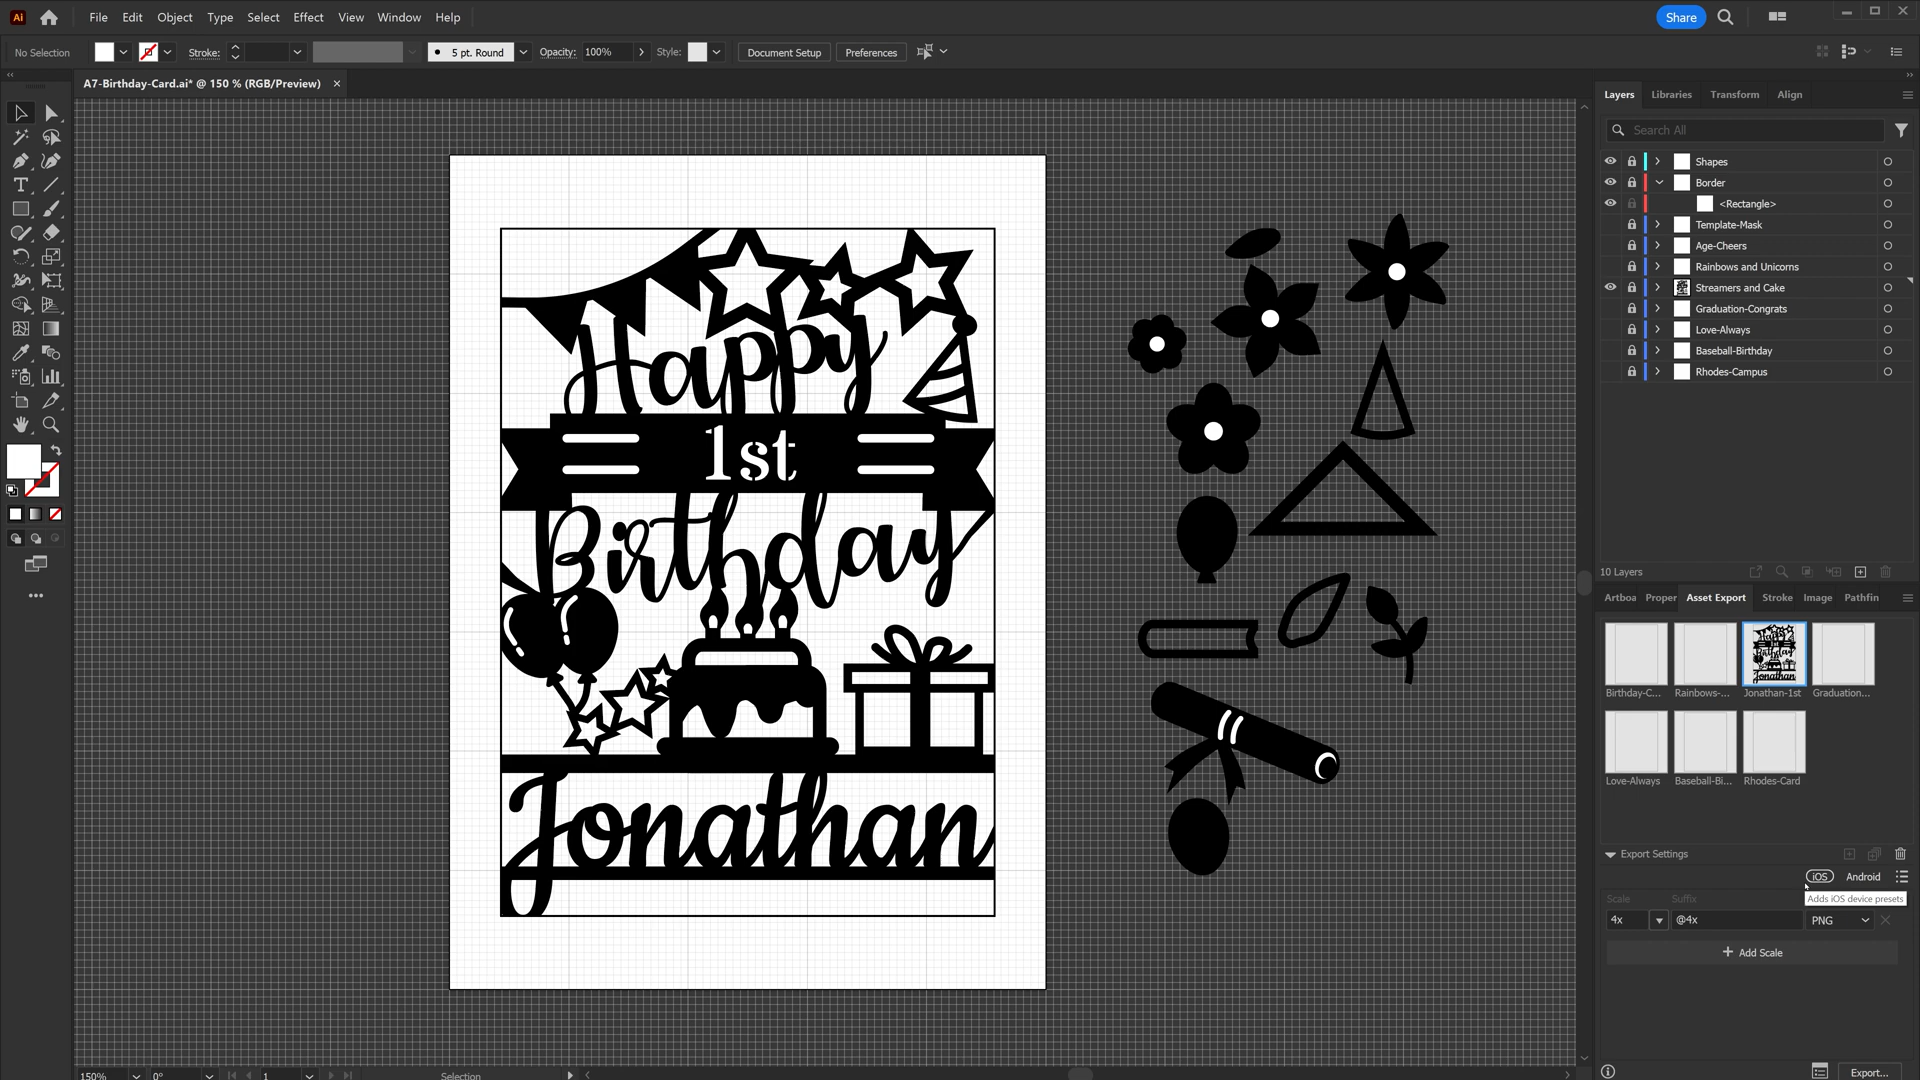 Ai
File Edit Object Type Select Effect View Window Help
Share
No Selection
Stroke:
5 pt. Round
Opacity: 100%
Style:
Document Setup
Preferences
A7-Birthday-Card.ai* @ 150 % (RGB/Preview)
Layers Libraries Transform Align
Search All
Shapes
Border
<Rectangle>
Template-Mask
Age-Cheers
Rainbows and Unicorns
Streamers and Cake
Graduation-Congrats
Love-Always
Baseball-Birthday
Rhodes-Campus
10 Layers
Happy
1st
Birthday
Jonathan
Artboa Proper Asset Export Stroke Image Pathfin
Happy
1st
Birthday
Jonathan
Birthday-C... Rainbows-... Jonathan-1st Graduation...
Love-Always Baseball-Bi... Rhodes-Card
Export Settings
iOS Android
Scale Suffix
Adds iOS device presets
4x @4x PNG
+ Add Scale
150% 0° 1 Selection
Export...